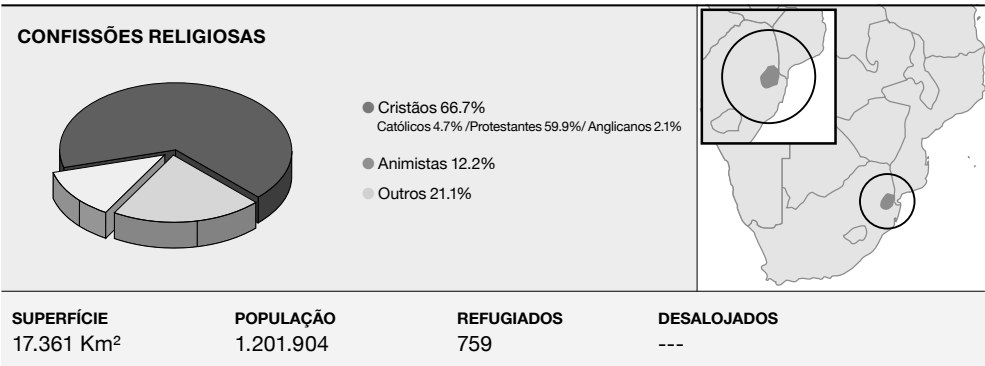 CONFISSÕES RELIGIOSAS
Cristãos 66.7%
Católicos 4.7% /Protestantes 59.9%/ Anglicanos 2.1%
Animistas 12.2%
Outros 21.1%
SUPERFÍCIE
17.361 Km²
POPULAÇÃO
1.201.904
REFUGIADOS
759
DESALOJADOS
---